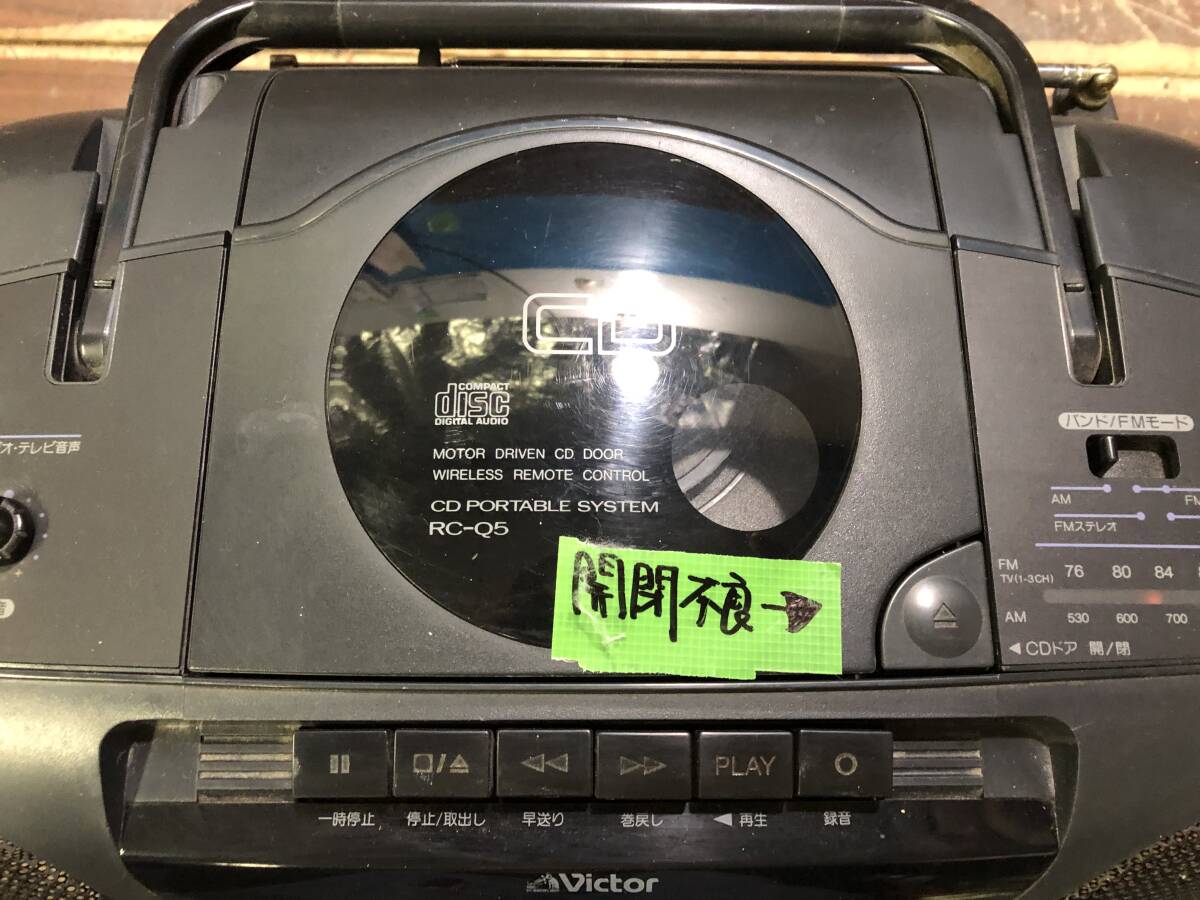 CD
COMPACT
disc
DIGITAL AUDIO
MOTOR DRIVEN CD DOOR
WIRELESS REMOTE CONTROL
CD PORTABLE SYSTEM
RC-Q5
開閉不良→
オ・テレビ音声
音
バンド/FMモード
AM FM
FMステレオ
FM
TV(1-3CH) 76 80 84
AM 530 600 700
◀CDドア 開/閉
PLAY
一時停止 停止/取出し 早送り 巻戻し ◀再生 録音
Victor